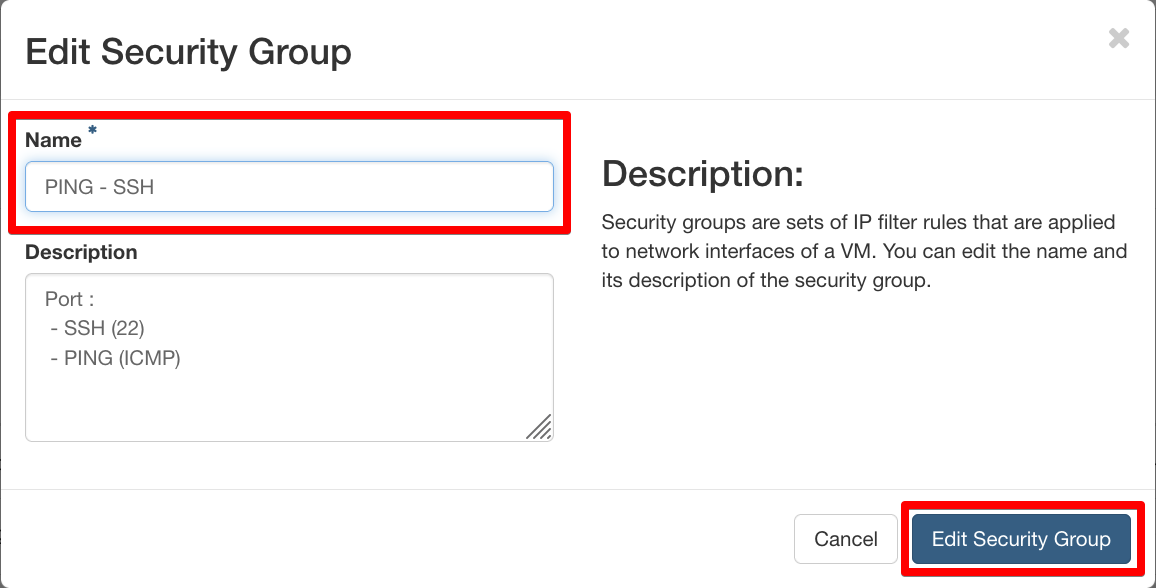 Edit Security Group
Name *
PING - SSH
Description
Port :
- SSH (22)
- PING (ICMP)
Description:
Security groups are sets of IP filter rules that are applied
to network interfaces of a VM. You can edit the name and
its description of the security group.
Cancel
Edit Security Group